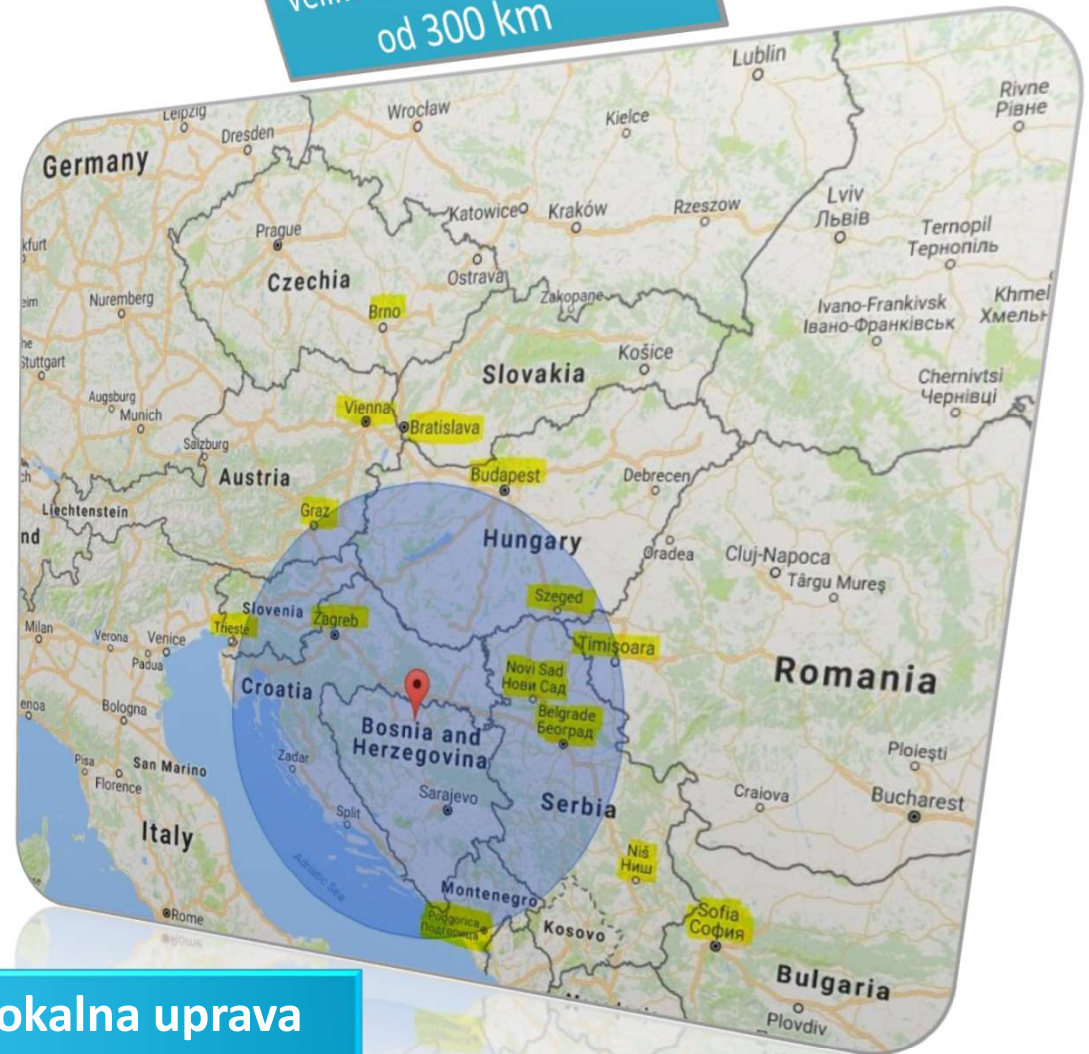 od 300 km
Lublin
Rivne
Рівне
Leipzig
Dresden
Wrocław
Kielce
Germany
Katowice
Kraków
Rzeszow
Lviv
Львів
Ternopil
Тернопіль
Prague
Czechia
Ostrava
Zakopane
Nuremberg
Brno
Ivano-Frankivsk
Івано-Франківськ
Stuttgart
Slovakia
Košice
Chernivtsi
Чернівці
Augsburg
Munich
Vienna
Bratislava
Salzburg
Austria
Budapest
Debrecen
Liechtenstein
Graz
Hungary
Oradea
Cluj-Napoca
Târgu Mureș
Slovenia
Zagreb
Szeged
Trieste
Milan
Verona
Venice
Padua
Timișoara
Romania
Croatia
Novi Sad
Нови Сад
Bologna
Bosnia and
Herzegovina
Belgrade
Београд
Ploiești
Pisa
Florence
San Marino
Zadar
Sarajevo
Serbia
Craiova
Bucharest
Split
Italy
Adriatic Sea
Niš
Ниш
Montenegro
Podgorica
Подгорица
Kosovo
Sofia
София
Rome
Bulgaria
Plovdiv
okalna uprava